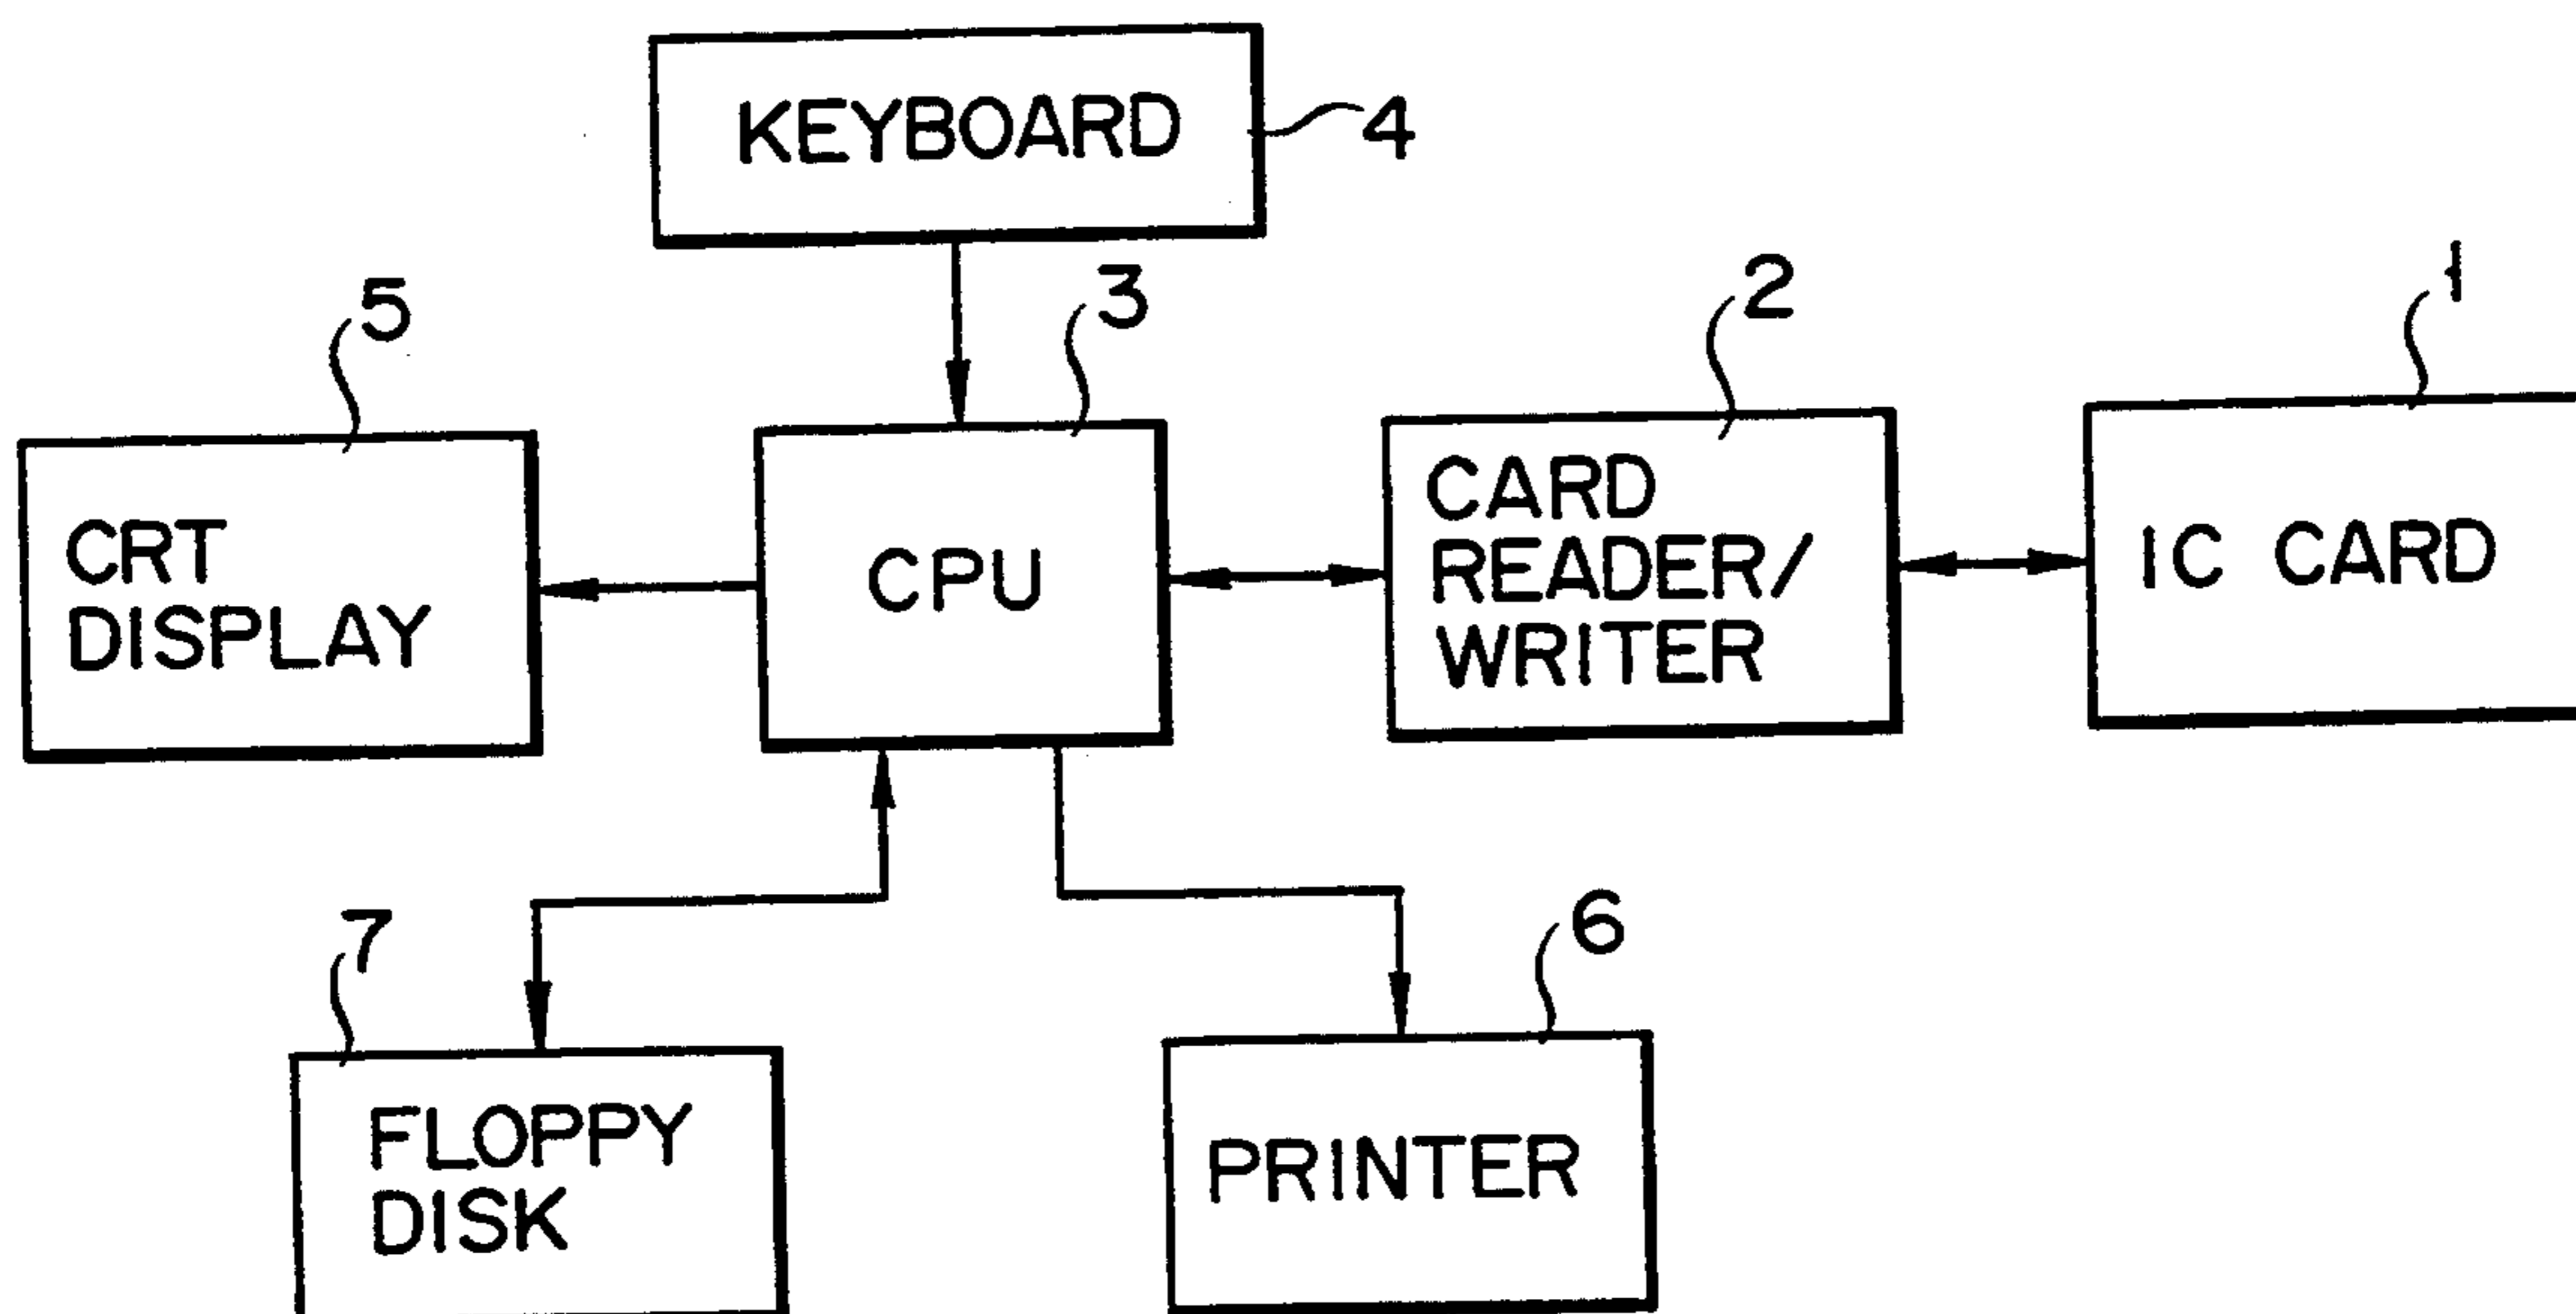 KEYBOARD
4
5
3
2
1
CRT
DISPLAY
CPU
CARD
READER/
WRITER
IC CARD
7
6
FLOPPY
DISK
PRINTER